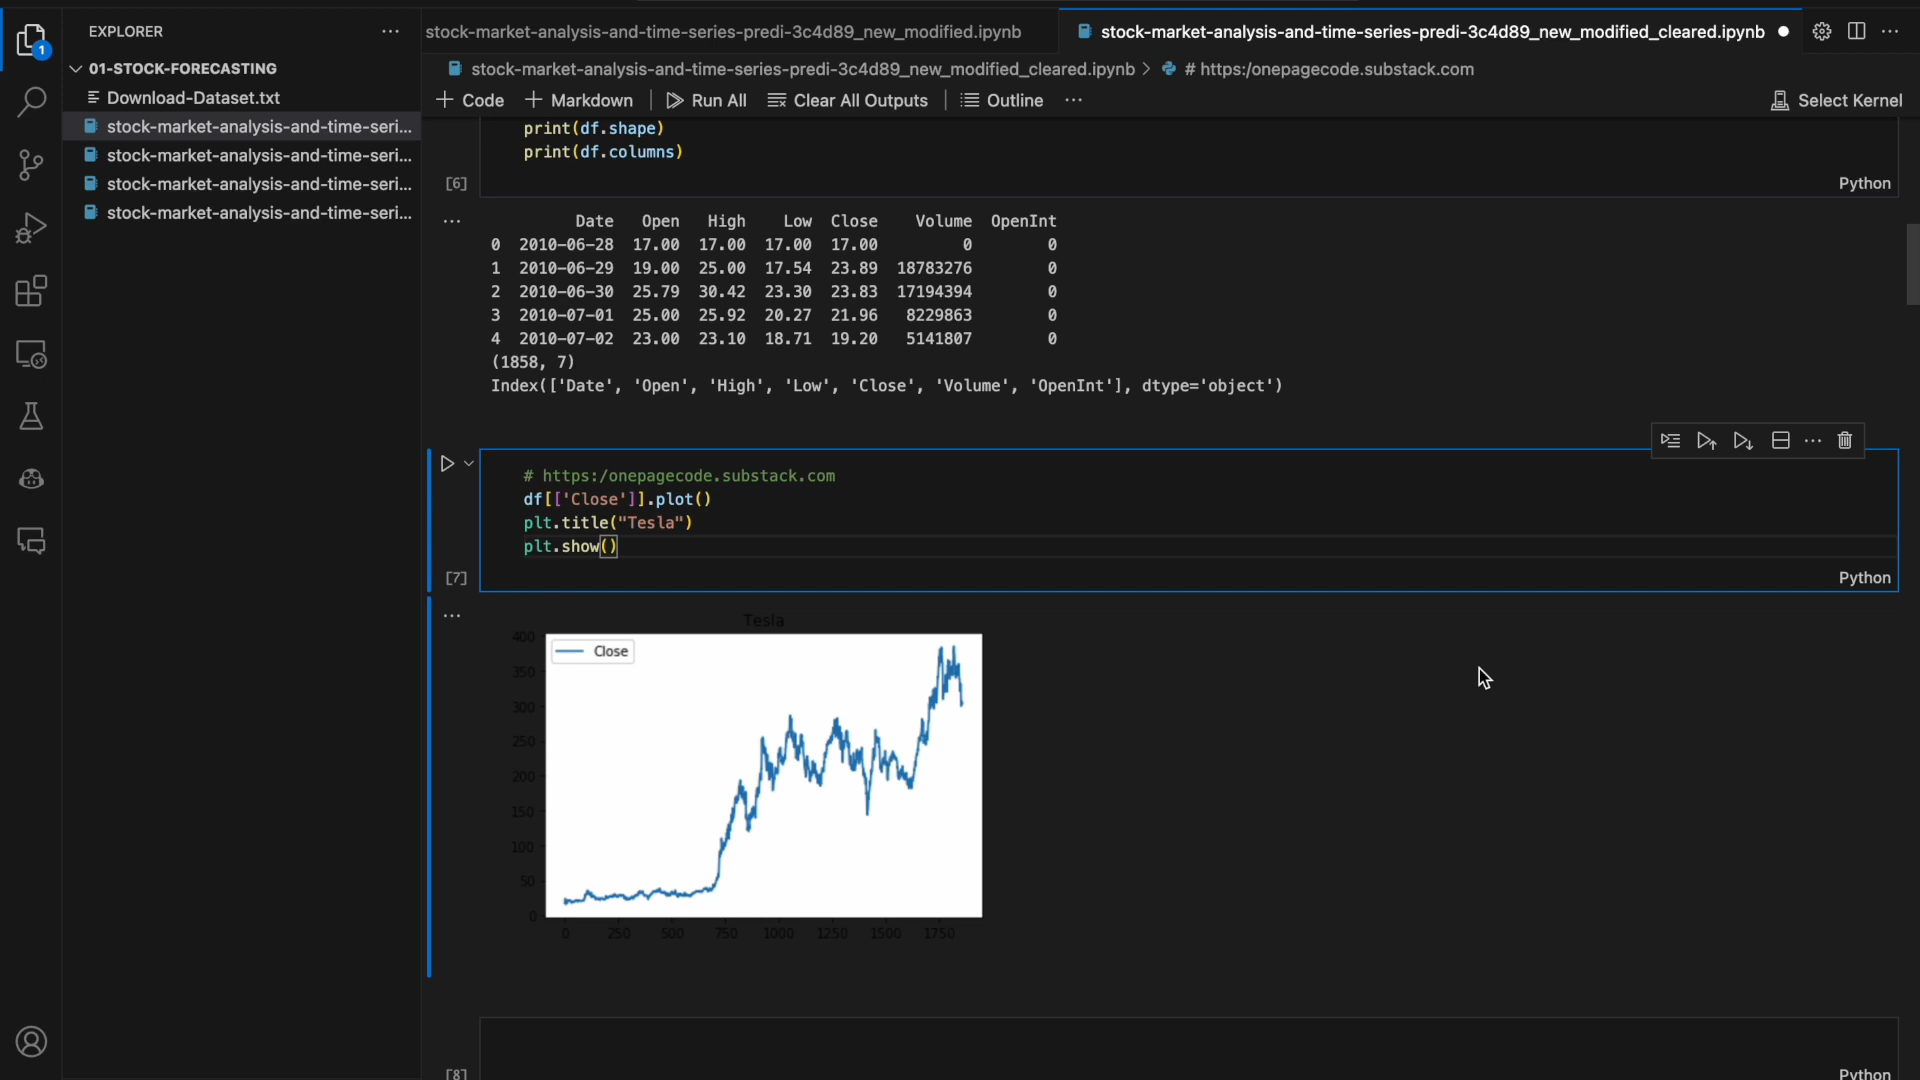 1
EXPLORER
01-STOCK-FORECASTING
Download-Dataset.txt
stock-market-analysis-and-time-seri...
stock-market-analysis-and-time-seri...
stock-market-analysis-and-time-seri...
stock-market-analysis-and-time-seri...
stock-market-analysis-and-time-series-predi-3c4d89_new_modified.ipynb
stock-market-analysis-and-time-series-predi-3c4d89_new_modified_cleared.ipynb
stock-market-analysis-and-time-series-predi-3c4d89_new_modified_cleared.ipynb > # https:/onepagecode.substack.com
+ Code + Markdown Run All Clear All Outputs Outline ... Select Kernel
print(df.shape)
print(df.columns)
[6] Python
Date Open High Low Close Volume OpenInt
0 2010-06-28 17.00 17.00 17.00 17.00 0 0
1 2010-06-29 19.00 25.00 17.54 23.89 18783276 0
2 2010-06-30 25.79 30.42 23.30 23.83 17194394 0
3 2010-07-01 25.00 25.92 20.27 21.96 8229863 0
4 2010-07-02 23.00 23.10 18.71 19.20 5141807 0
(1858, 7)
Index(['Date', 'Open', 'High', 'Low', 'Close', 'Volume', 'OpenInt'], dtype='object')
# https:/onepagecode.substack.com
df[['Close']].plot()
plt.title("Tesla")
plt.show()
[7] Python
Tesla
Close
400
350
300
250
200
150
100
50
0
0 250 500 750 1000 1250 1500 1750
[8] Python